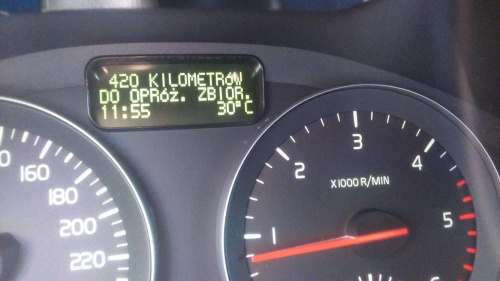 420 KILOMETRÓW
DO OPRÓŻ. ZBIOR.
11:55 30°C
160
180
200
220
1
2
3
4
5
X1000 R/MIN